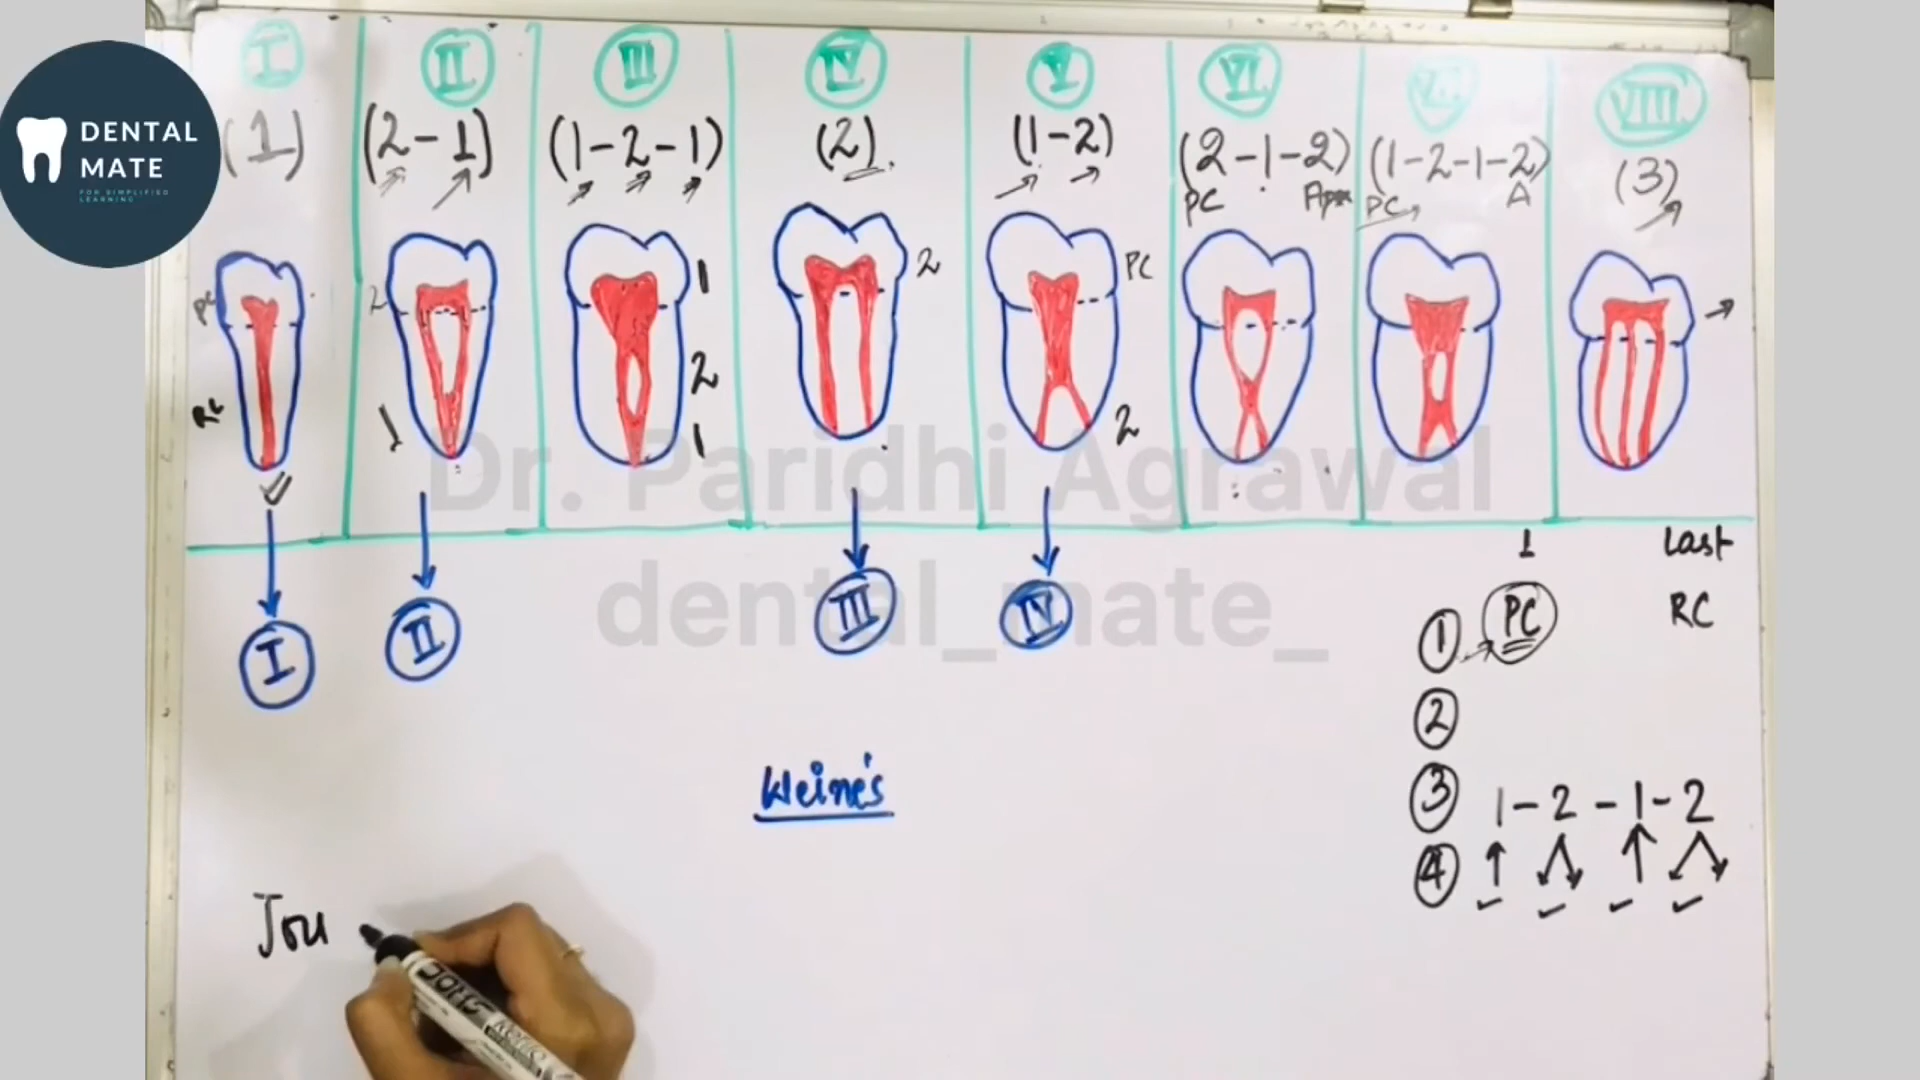 DENTAL
MATE
FOR SIMPLIFIED
LEARNING
I II III IV V VI. VIII.
(1) (2-1) (1-2-1) (2). (1-2) (2-1-2) (1-2-1-2) (3)
PC Apex PC A
PC 2 1 2 PC
RC 1 2 1 2
Dr. Paridhi Agrawal
dental_mate_
I II III IV
1 Last
① PC RC
②
③ 1-2-1-2
④
Weine's
Jou